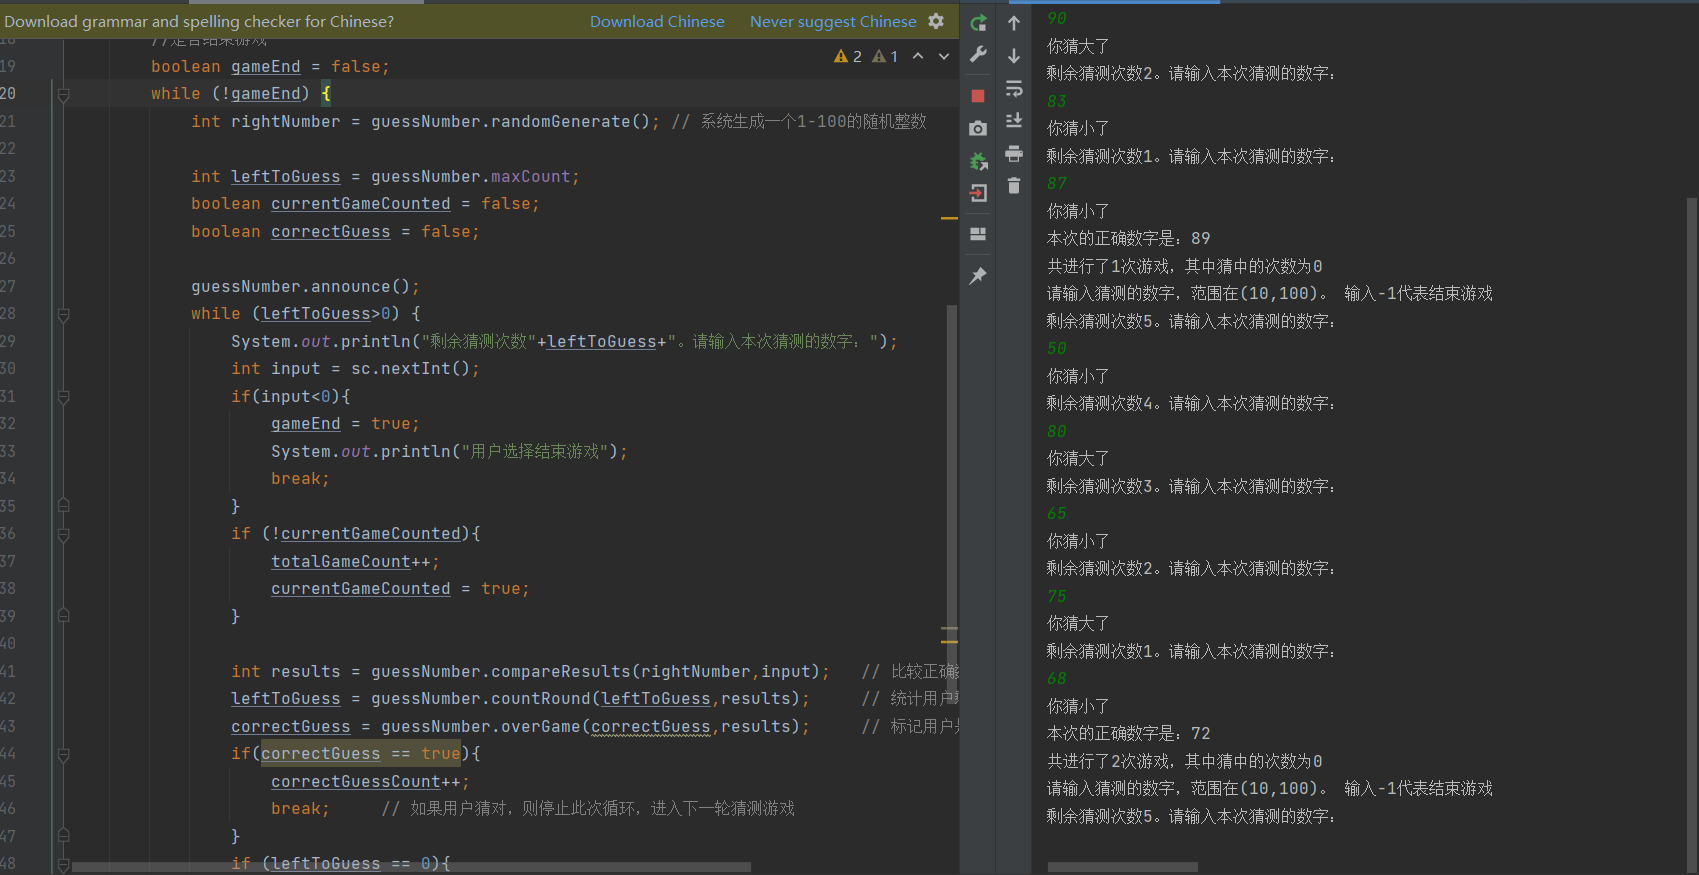 Download grammar and spelling checker for Chinese? Download Chinese Never suggest Chinese
18 //是否结束游戏
2 1
19 boolean gameEnd = false;
20 while (!gameEnd) {
21 int rightNumber = guessNumber.randomGenerate(); // 系统生成一个1-100的随机整数
22
23 int leftToGuess = guessNumber.maxCount;
24 boolean currentGameCounted = false;
25 boolean correctGuess = false;
26
27 guessNumber.announce();
28 while (leftToGuess>0) {
29 System.out.println("剩余猜测次数"+leftToGuess+"。请输入本次猜测的数字：");
30 int input = sc.nextInt();
31 if(input<0){
32 gameEnd = true;
33 System.out.println("用户选择结束游戏");
34 break;
35 }
36 if (!currentGameCounted){
37 totalGameCount++;
38 currentGameCounted = true;
39 }
40
41 int results = guessNumber.compareResults(rightNumber,input); // 比较正确
42 leftToGuess = guessNumber.countRound(leftToGuess,results); // 统计用户
43 correctGuess = guessNumber.overGame(correctGuess,results); // 标记用户
44 if(correctGuess == true){
45 correctGuessCount++;
46 break; // 如果用户猜对，则停止此次循环，进入下一轮猜测游戏
47 }
48 if (leftToGuess == 0){
90
你猜大了
剩余猜测次数2。请输入本次猜测的数字：
83
你猜小了
剩余猜测次数1。请输入本次猜测的数字：
87
你猜小了
本次的正确数字是：89
共进行了1次游戏，其中猜中的次数为0
请输入猜测的数字，范围在(10,100)。 输入-1代表结束游戏
剩余猜测次数5。请输入本次猜测的数字：
50
你猜小了
剩余猜测次数4。请输入本次猜测的数字：
80
你猜大了
剩余猜测次数3。请输入本次猜测的数字：
65
你猜小了
剩余猜测次数2。请输入本次猜测的数字：
75
你猜大了
剩余猜测次数1。请输入本次猜测的数字：
68
你猜小了
本次的正确数字是：72
共进行了2次游戏，其中猜中的次数为0
请输入猜测的数字，范围在(10,100)。 输入-1代表结束游戏
剩余猜测次数5。请输入本次猜测的数字：